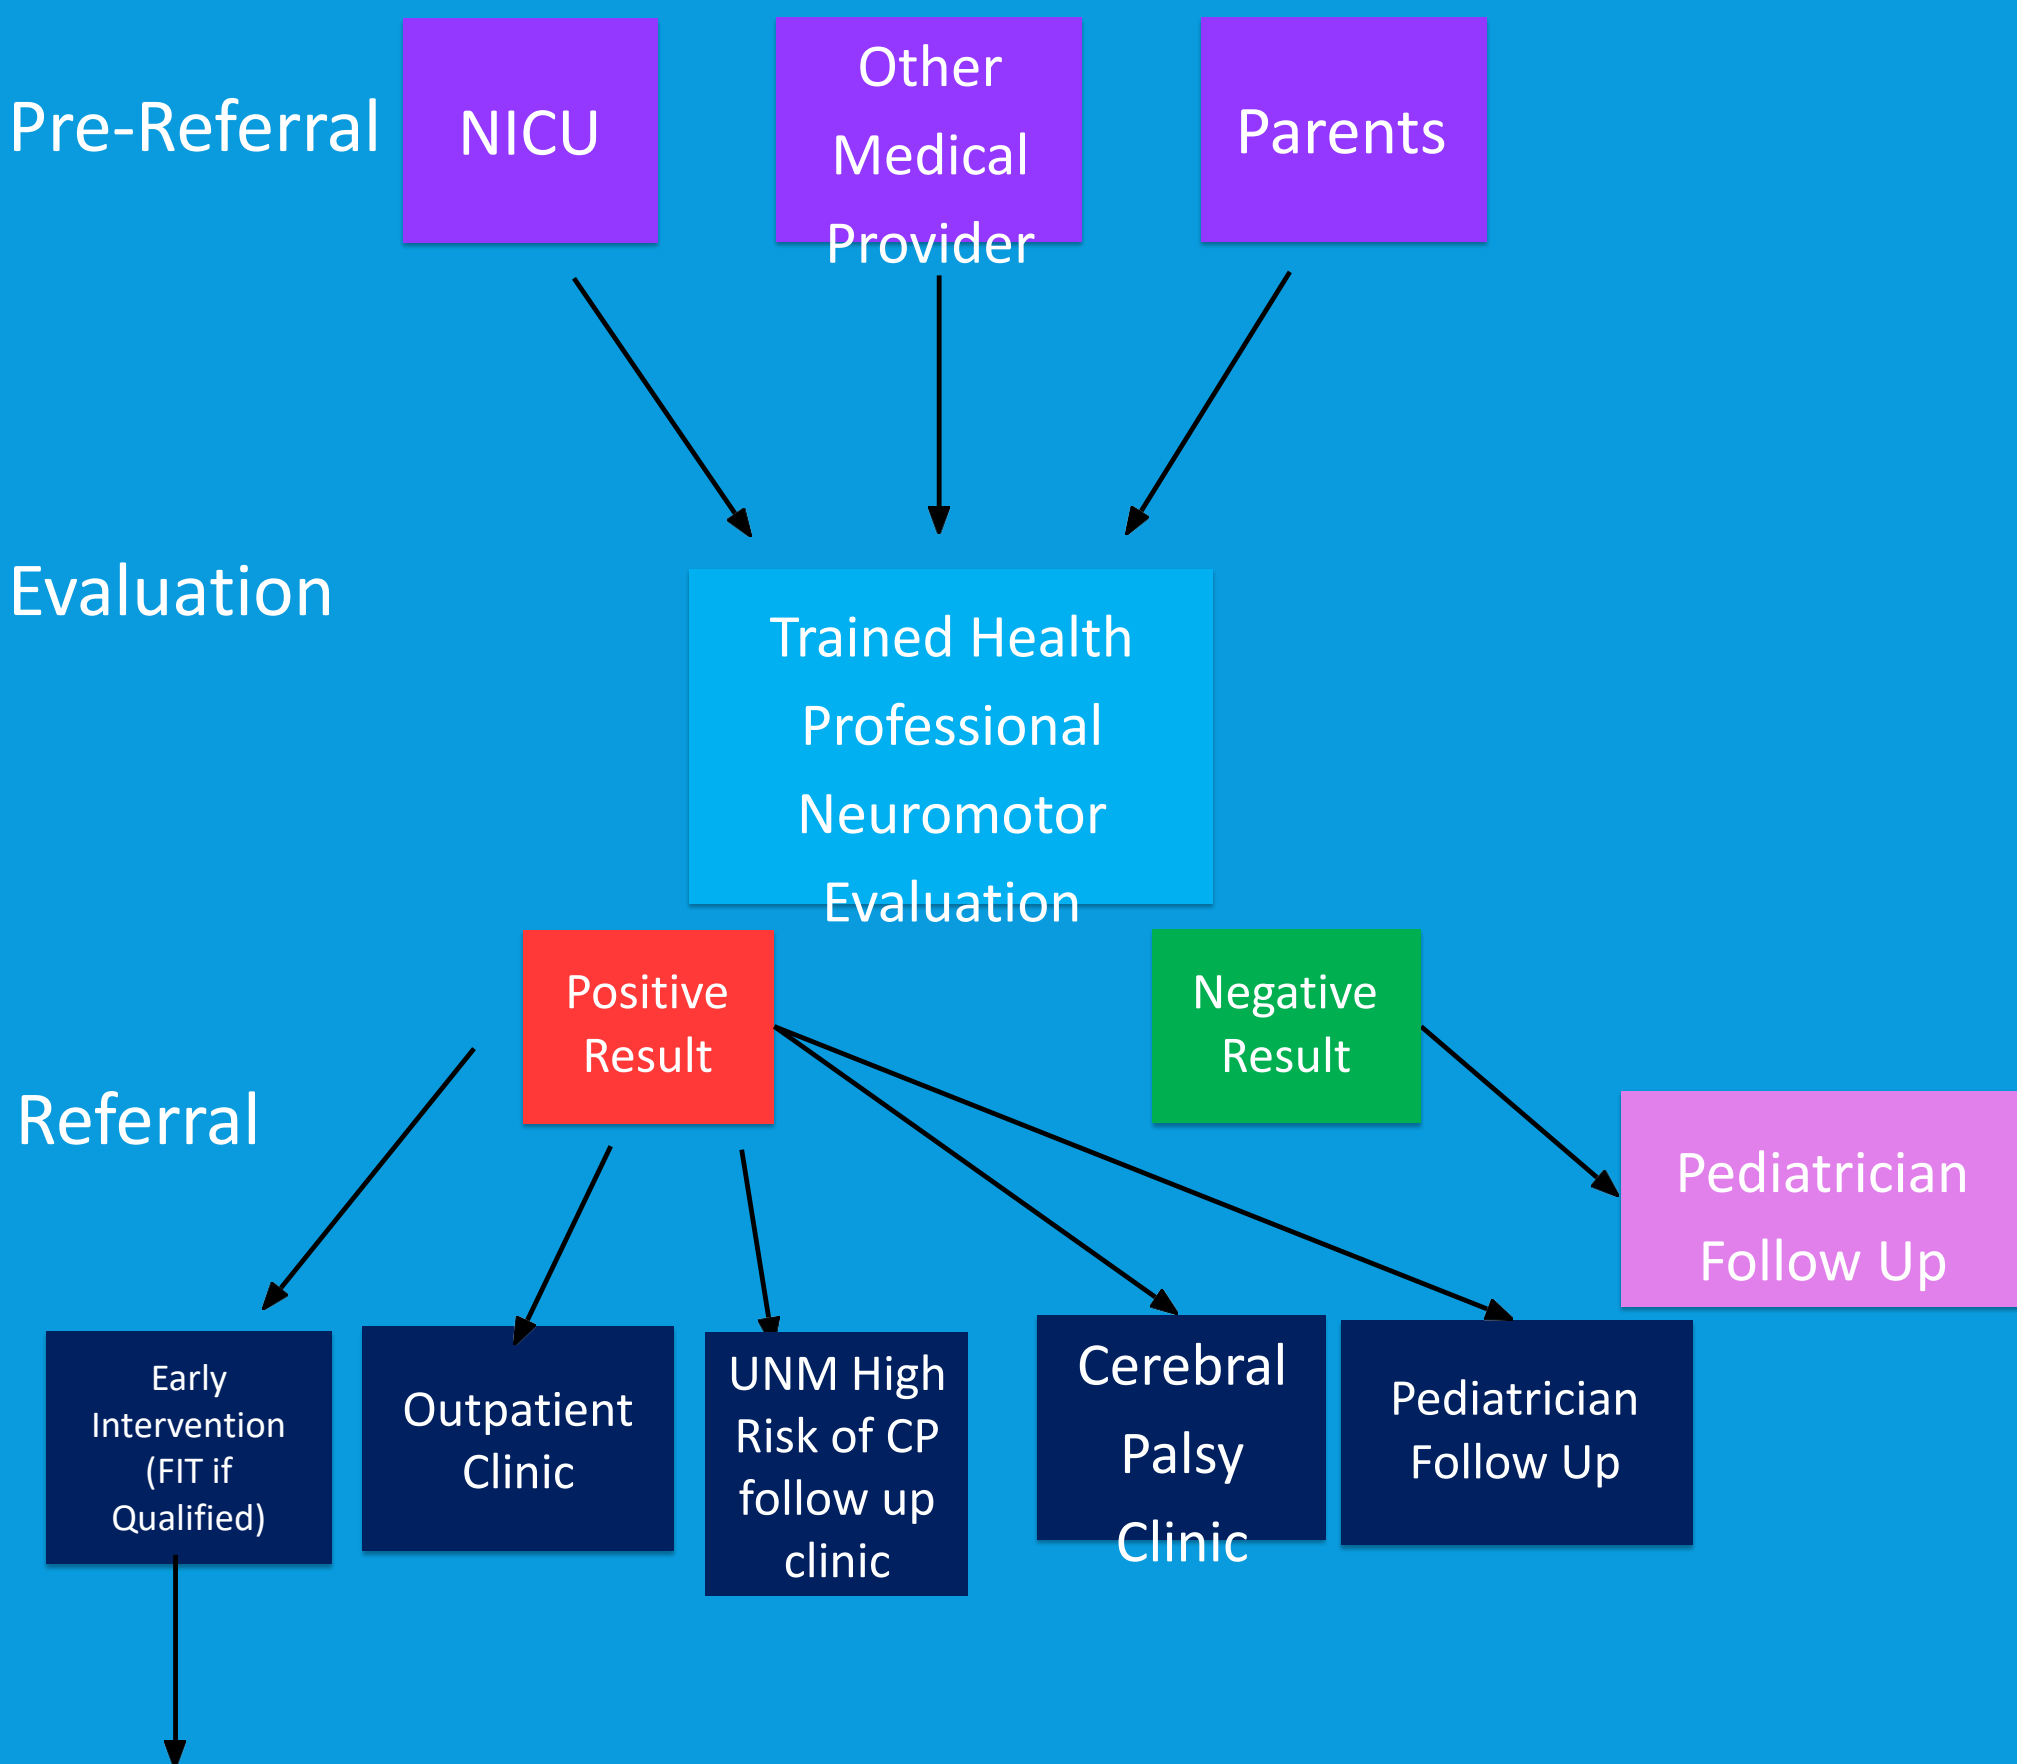 Pre-Referral
NICU
Other
Medical
Provider
Parents
Evaluation
Trained Health
Professional
Neuromotor
Evaluation
Positive
Result
Negative
Result
Referral
Pediatrician
Follow Up
Early
Intervention
(FIT if
Qualified)
Outpatient
Clinic
UNM High
Risk of CP
follow up
clinic
Cerebral
Palsy
Clinic
Pediatrician
Follow Up